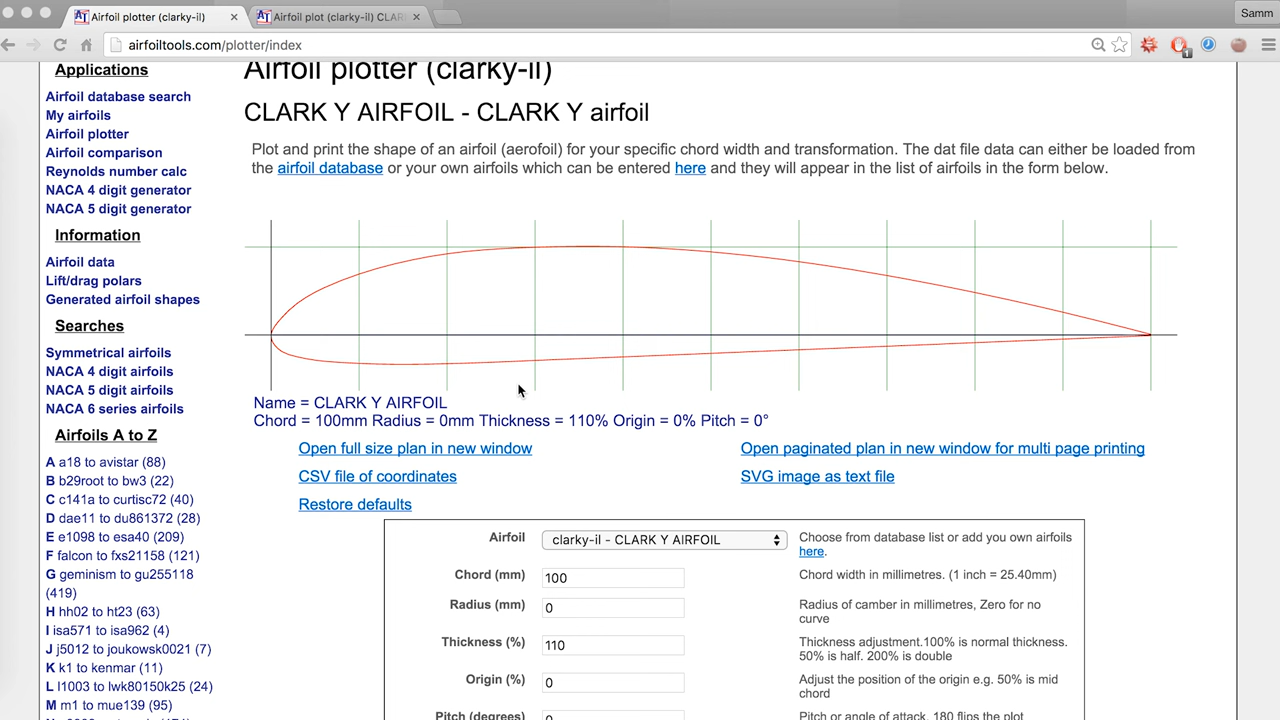 Airfoil plotter (clarky-il)
Airfoil plot (clarky-il) CLAR
Samm
airfoiltools.com/plotter/index
1
Applications
Airfoil database search
My airfoils
Airfoil plotter
Airfoil comparison
Reynolds number calc
NACA 4 digit generator
NACA 5 digit generator
Information
Airfoil data
Lift/drag polars
Generated airfoil shapes
Searches
Symmetrical airfoils
NACA 4 digit airfoils
NACA 5 digit airfoils
NACA 6 series airfoils
Airfoils A to Z
A a18 to avistar (88)
B b29root to bw3 (22)
C c141a to curtisc72 (40)
D dae11 to du861372 (28)
E e1098 to esa40 (209)
F falcon to fxs21158 (121)
G geminism to gu255118
(419)
H hh02 to ht23 (63)
I isa571 to isa962 (4)
J j5012 to joukowsk0021 (7)
K k1 to kenmar (11)
L l1003 to lwk80150k25 (24)
M m1 to mue139 (95)
Airfoil plotter (clarky-il)
CLARK Y AIRFOIL - CLARK Y airfoil
Plot and print the shape of an airfoil (aerofoil) for your specific chord width and transformation. The dat file data can either be loaded from
the airfoil database or your own airfoils which can be entered here and they will appear in the list of airfoils in the form below.
Name = CLARK Y AIRFOIL
Chord = 100mm Radius = 0mm Thickness = 110% Origin = 0% Pitch = 0°
Open full size plan in new window
Open paginated plan in new window for multi page printing
CSV file of coordinates
SVG image as text file
Restore defaults
Airfoil
clarky-il - CLARK Y AIRFOIL
Choose from database list or add you own airfoils
here.
Chord (mm)
100
Chord width in millimetres. (1 inch = 25.40mm)
Radius (mm)
0
Radius of camber in millimetres, Zero for no
curve
Thickness (%)
110
Thickness adjustment.100% is normal thickness.
50% is half. 200% is double
Origin (%)
0
Adjust the position of the origin e.g. 50% is mid
chord
Pitch (degrees)
0
Pitch or angle of attack. 180 flips the plot